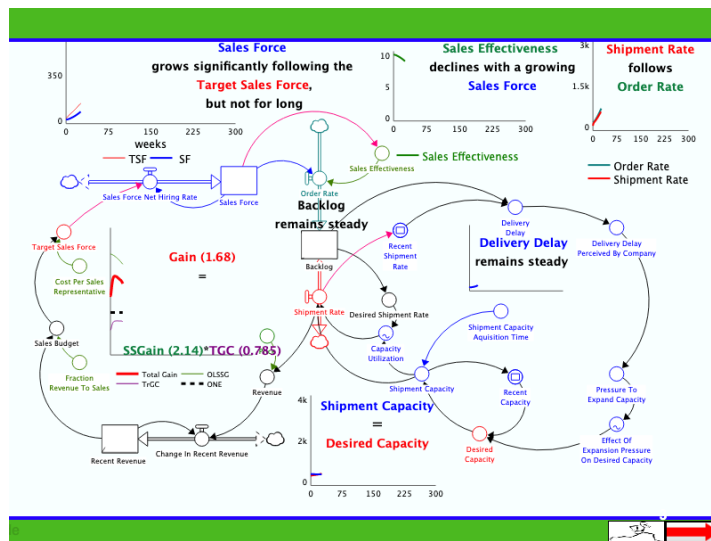 Sales Force
grows significantly following the
Target Sales Force,
but not for long
350
0
0
75
150
225
300
weeks
TSF
SF
Sales Effectiveness
declines with a growing
Sales Force
10
5
0
0
75
150
225
300
Sales Effectiveness
Shipment Rate
follows
Order Rate
3k
1.5k
0
0
75
150
225
300
Order Rate
Shipment Rate
Sales Force Net Hiring Rate
Sales Force
Order Rate
Sales Effectiveness
Backlog
remains steady
Backlog
Recent
Shipment
Rate
Delivery
Delay
Delivery Delay
Perceived By Company
Delivery Delay
remains steady
Target Sales Force
Cost Per Sales
Representative
Gain (1.68)
=
SSGain (2.14)*TGC (0.785)
Total Gain
OLSSG
TrGC
ONE
Shipment Rate
Desired Shipment Rate
Capacity
Utilization
Shipment Capacity
Aquisition Time
Sales Budget
Fraction
Revenue To Sales
Revenue
Shipment Capacity
Recent
Capacity
Pressure To
Expand Capacity
Shipment Capacity
=
Desired Capacity
4k
2k
0
0
75
150
225
300
Desired
Capacity
Effect Of
Expansion Pressure
On Desired Capacity
Recent Revenue
Change In Recent Revenue